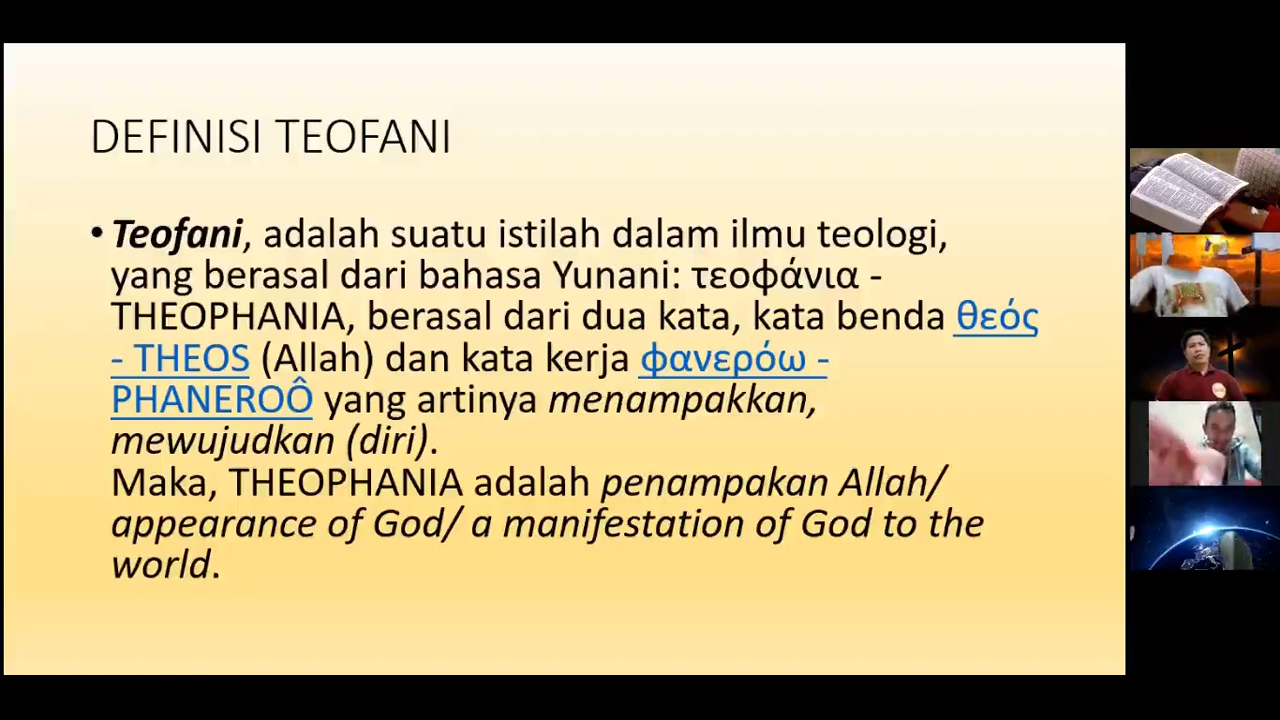 DEFINISI TEOFANI
• Teofani, adalah suatu istilah dalam ilmu teologi,
yang berasal dari bahasa Yunani: τεοφάνια -
THEOPHANIA, berasal dari dua kata, kata benda θεός
- THEOS (Allah) dan kata kerja φανερόω -
PHANEROÔ yang artinya menampakkan,
mewujudkan (diri).
Maka, THEOPHANIA adalah penampakan Allah/
appearance of God/ a manifestation of God to the
world.